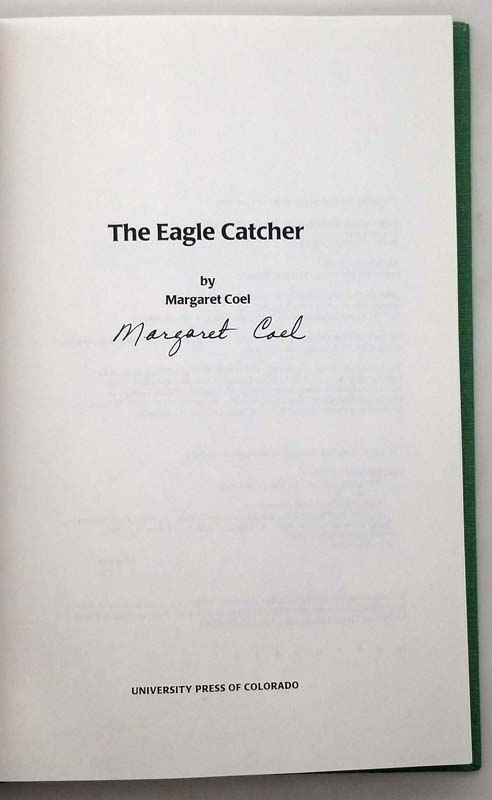 The Eagle Catcher
by
Margaret Coel
Margaret Coel
UNIVERSITY PRESS OF COLORADO